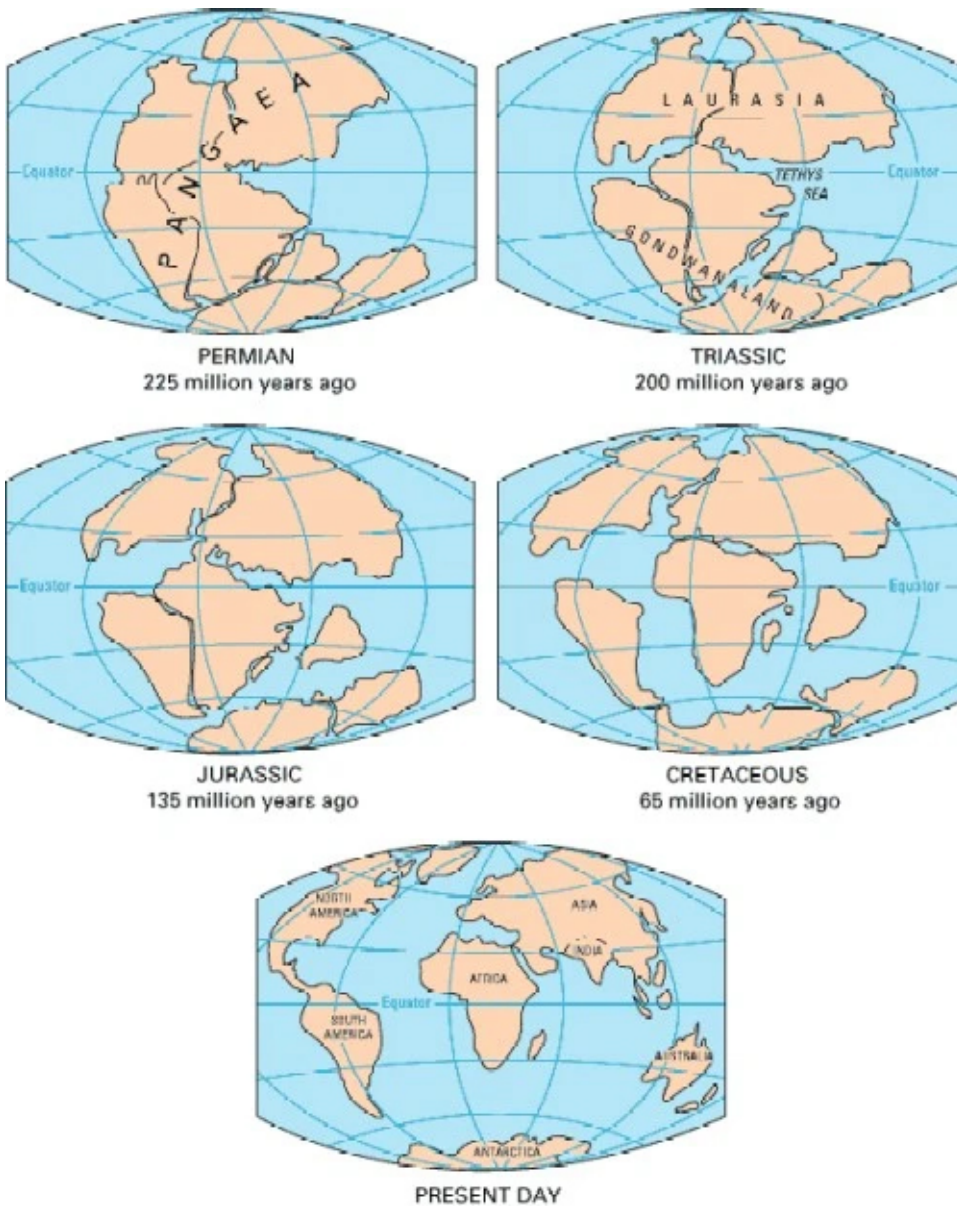 PANGAEA
Equator
PERMIAN
225 million years ago
LAURASIA
TETHYS
SEA
Equator
GONDWANALAND
TRIASSIC
200 million years ago
Equator
JURASSIC
135 million years ago
Equator
CRETACEOUS
65 million years ago
NORTH
AMERICA
ASIA
INDIA
AFRICA
Equator
SOUTH
AMERICA
AUSTRALIA
ANTARCTICA
PRESENT DAY